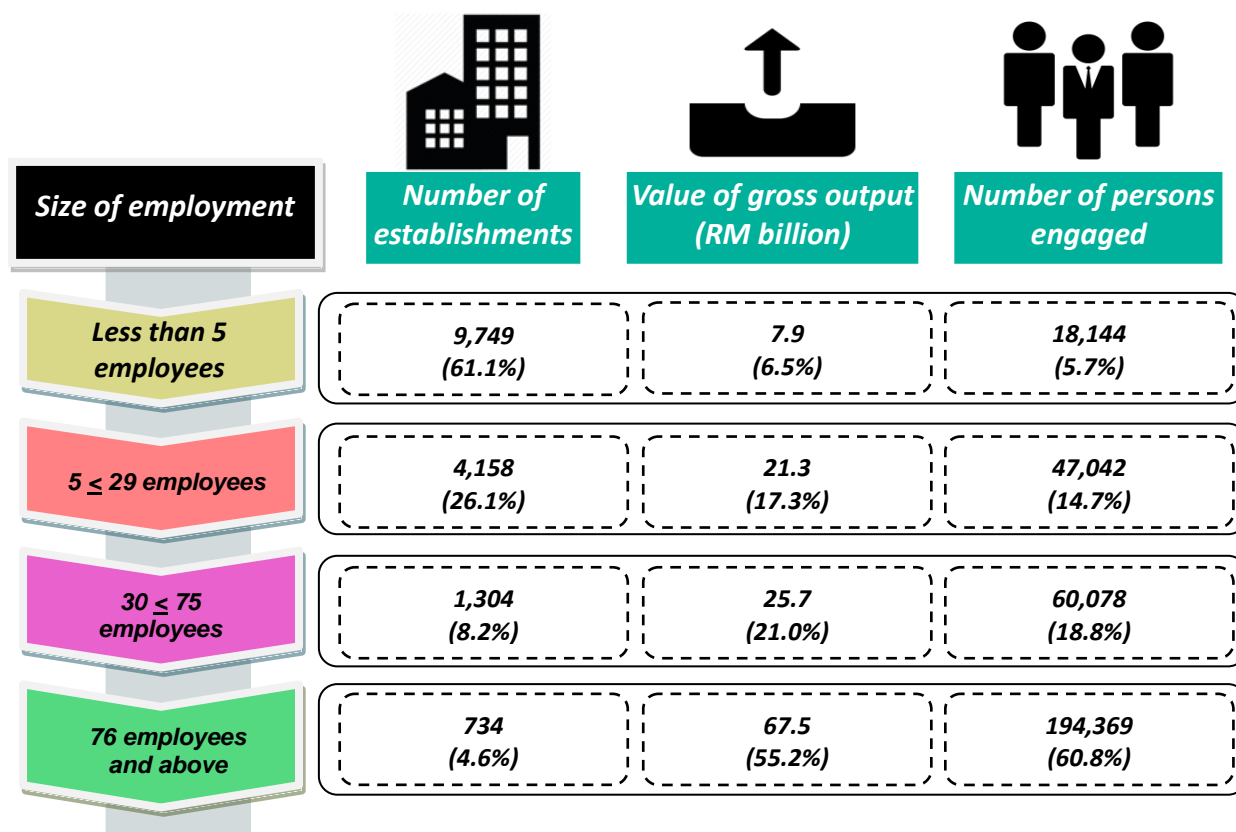 Size of employment
Number of
establishments
Value of gross output
(RM billion)
Number of persons
engaged
Less than 5
employees
9,749
(61.1%)
7.9
(6.5%)
18,144
(5.7%)
5 ≤ 29 employees
4,158
(26.1%)
21.3
(17.3%)
47,042
(14.7%)
30 ≤ 75
employees
1,304
(8.2%)
25.7
(21.0%)
60,078
(18.8%)
76 employees
and above
734
(4.6%)
67.5
(55.2%)
194,369
(60.8%)